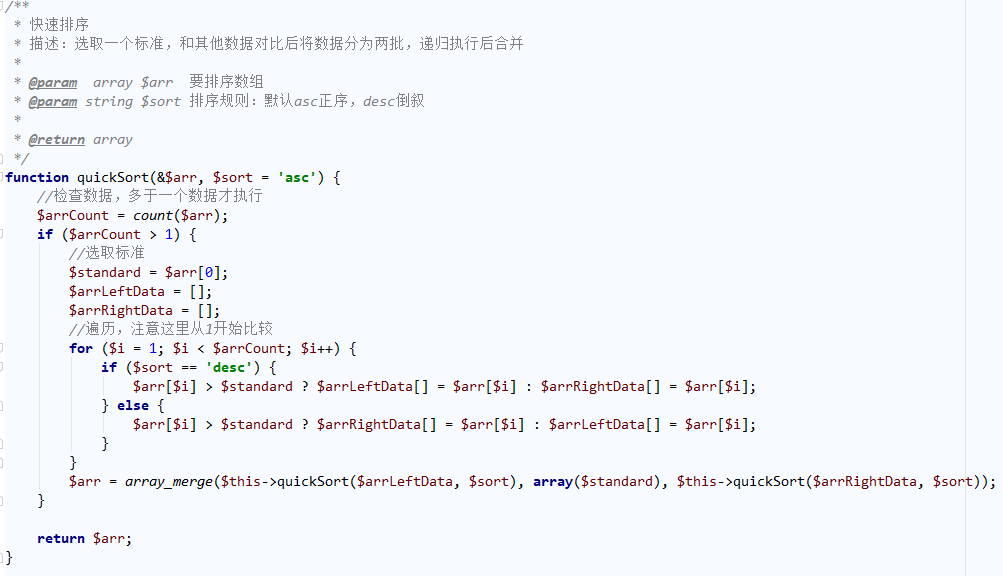 /**
 * 快速排序
 * 描述：选取一个标准，和其他数据对比后将数据分为两批，递归执行后合并
 *
 * @param  array $arr  要排序数组
 * @param string $sort 排序规则：默认asc正序，desc倒叙
 *
 * @return array
 */
function quickSort(&$arr, $sort = 'asc') {
    //检查数据，多于一个数据才执行
    $arrCount = count($arr);
    if ($arrCount > 1) {
        //选取标准
        $standard = $arr[0];
        $arrLeftData = [];
        $arrRightData = [];
        //遍历，注意这里从1开始比较
        for ($i = 1; $i < $arrCount; $i++) {
            if ($sort == 'desc') {
                $arr[$i] > $standard ? $arrLeftData[] = $arr[$i] : $arrRightData[] = $arr[$i];
            } else {
                $arr[$i] > $standard ? $arrRightData[] = $arr[$i] : $arrLeftData[] = $arr[$i];
            }
        }
        $arr = array_merge($this->quickSort($arrLeftData, $sort), array($standard), $this->quickSort($arrRightData, $sort));
    }

    return $arr;
}